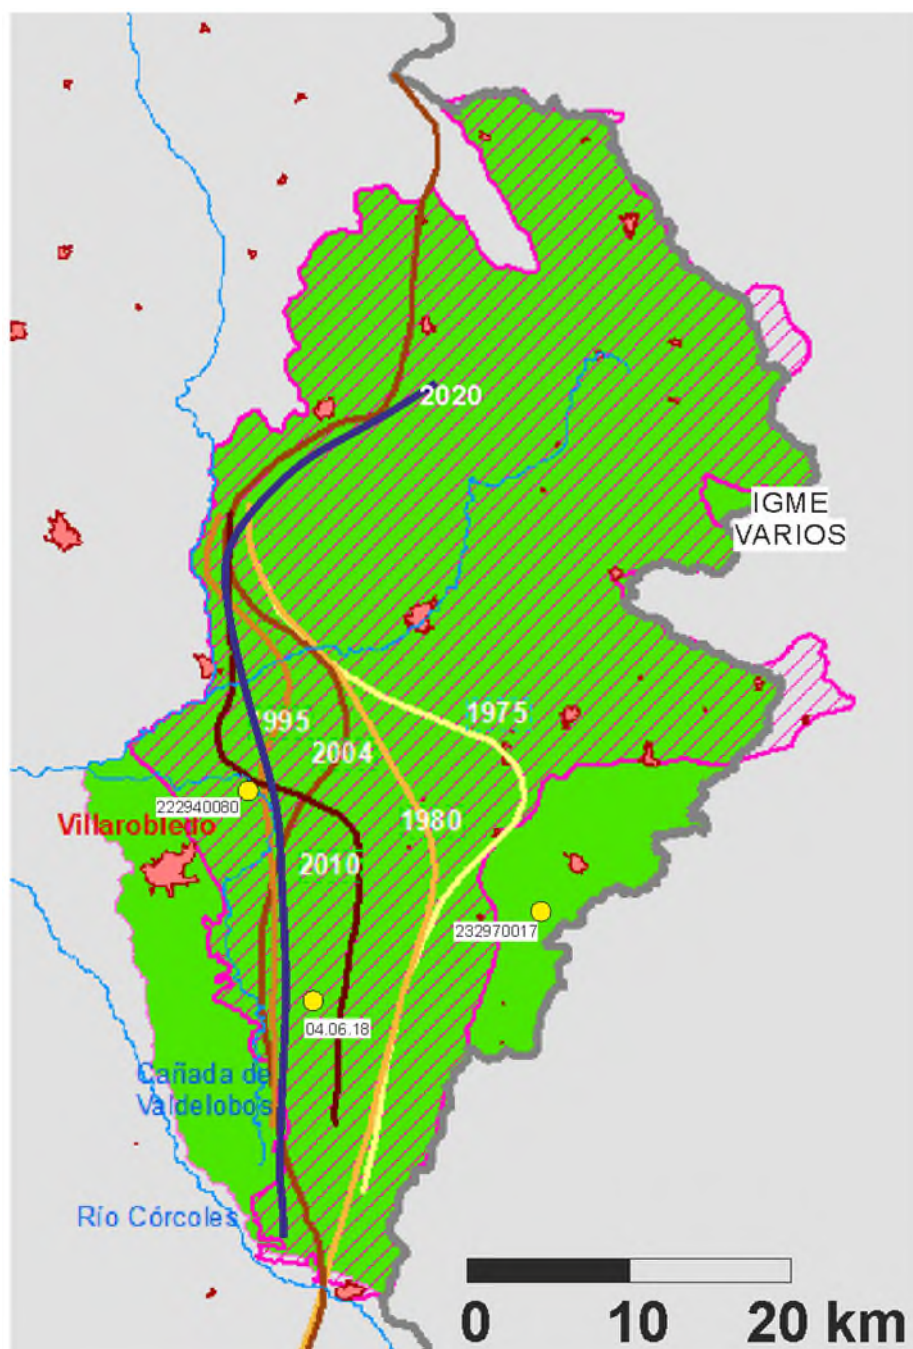 2020
IGME
VARIOS
1975
1995
2004
222940080
Villarobledo
1980
2010
232970017
04.06.18
Cañada de
Valdelobos
Río Córcoles
0 10 20 km